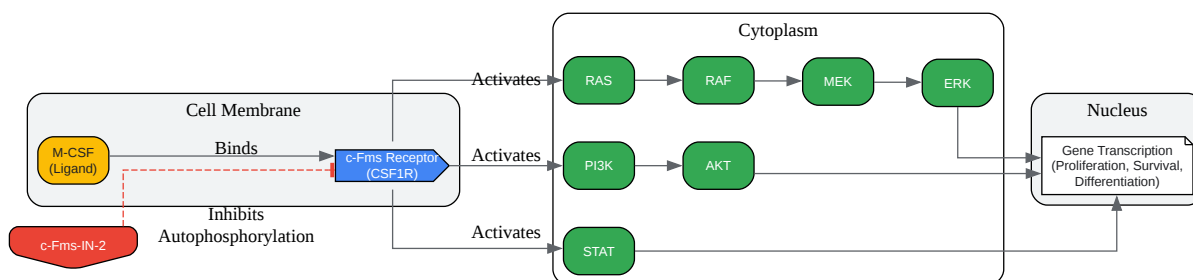 Cytoplasm
Activates
RAS
RAF
MEK
ERK
Cell Membrane
Nucleus
M-CSF
(Ligand)
Binds
c-Fms Receptor
(CSF1R)
Activates
PI3K
AKT
Gene Transcription
(Proliferation, Survival,
Differentiation)
Inhibits
Autophosphorylation
c-Fms-IN-2
Activates
STAT